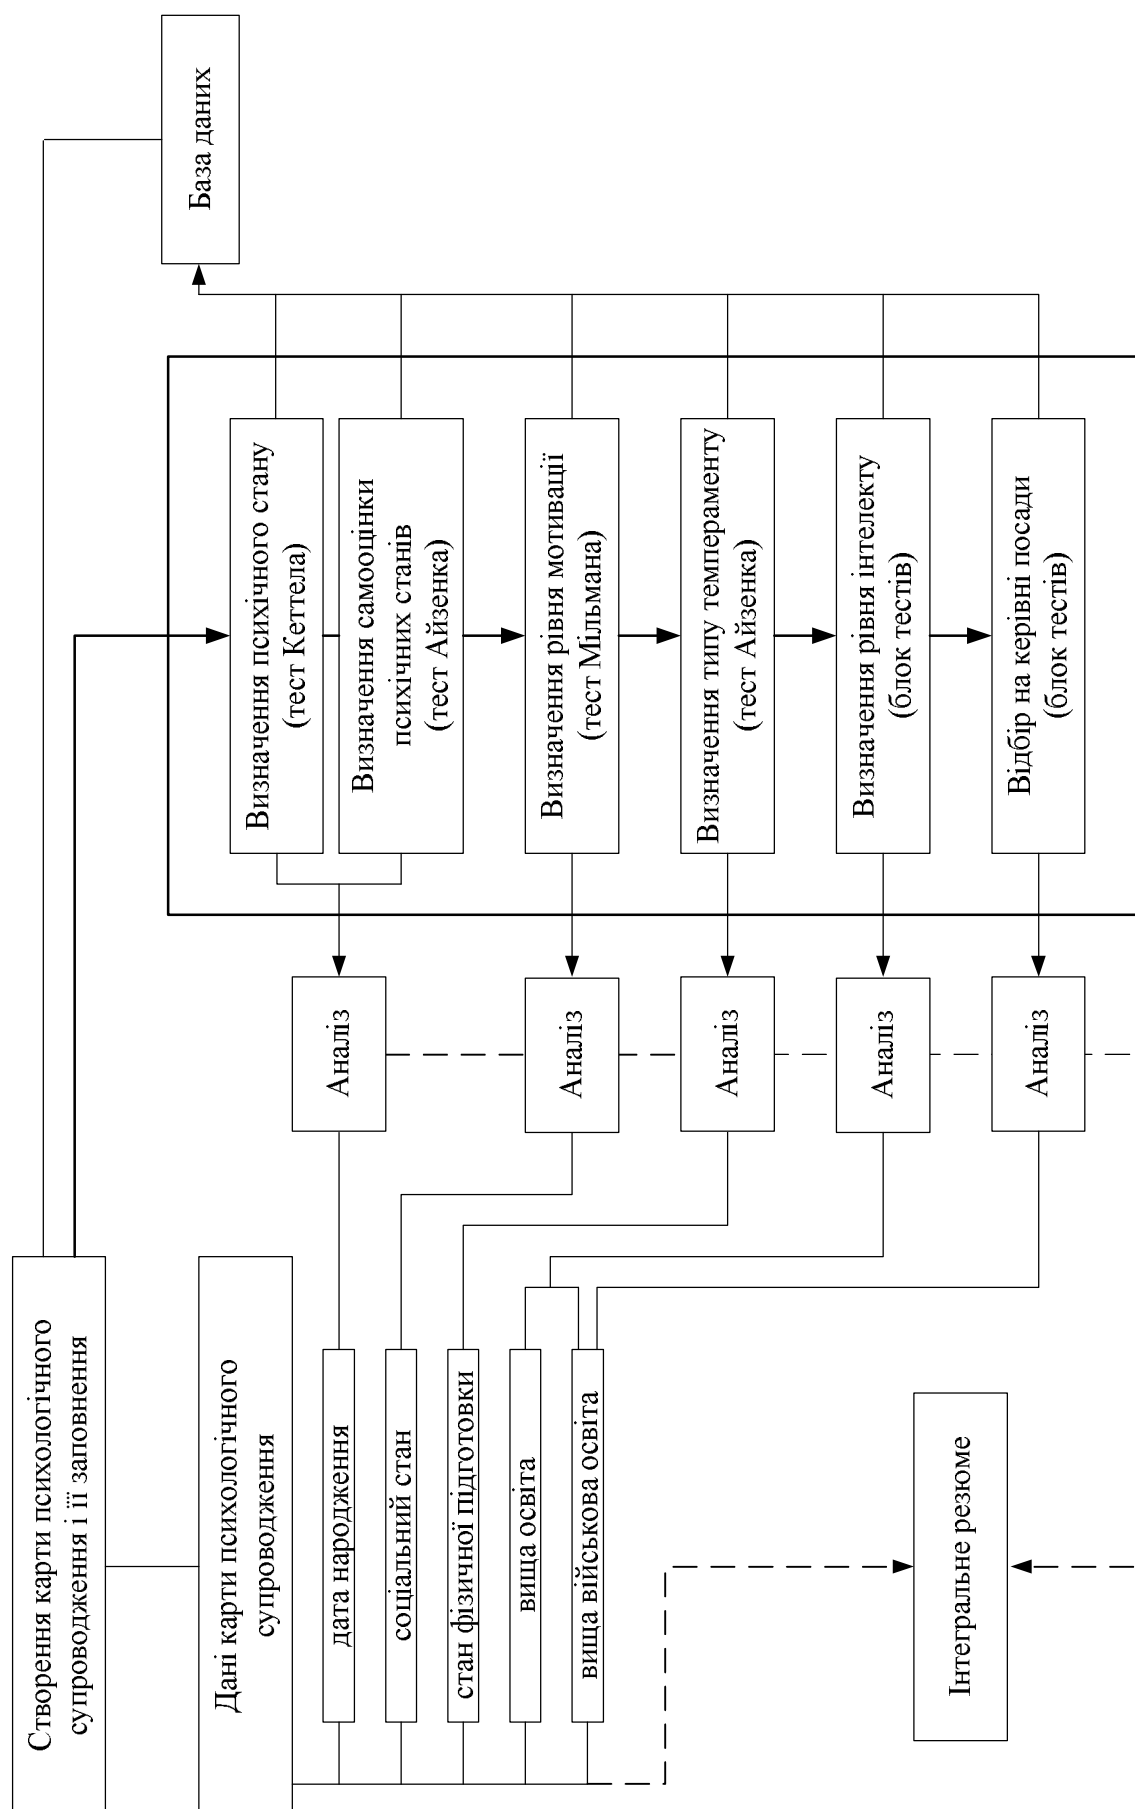 Створення карти психологічного
супроводження і її заповнення
База даних
Дані карти психологічного
супроводження
дата народження
соціальний стан
стан фізичної підготовки
вища освіта
вища військова освіта
Аналіз
Аналіз
Аналіз
Аналіз
Аналіз
Визначення психічного стану
(тест Кеттела)
Визначення самооцінки
психічних станів
(тест Айзенка)
Визначення рівня мотивації
(тест Мільмана)
Визначення типу темпераменту
(тест Айзенка)
Визначення рівня інтелекту
(блок тестів)
Відбір на керівні посади
(блок тестів)
Інтегральне резюме